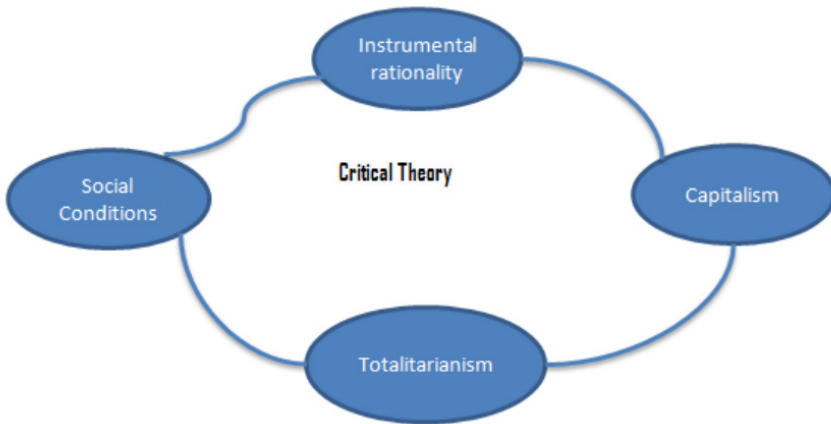 Instrumental
rationality
Critical Theory
Social
Conditions
Capitalism
Totalitarianism